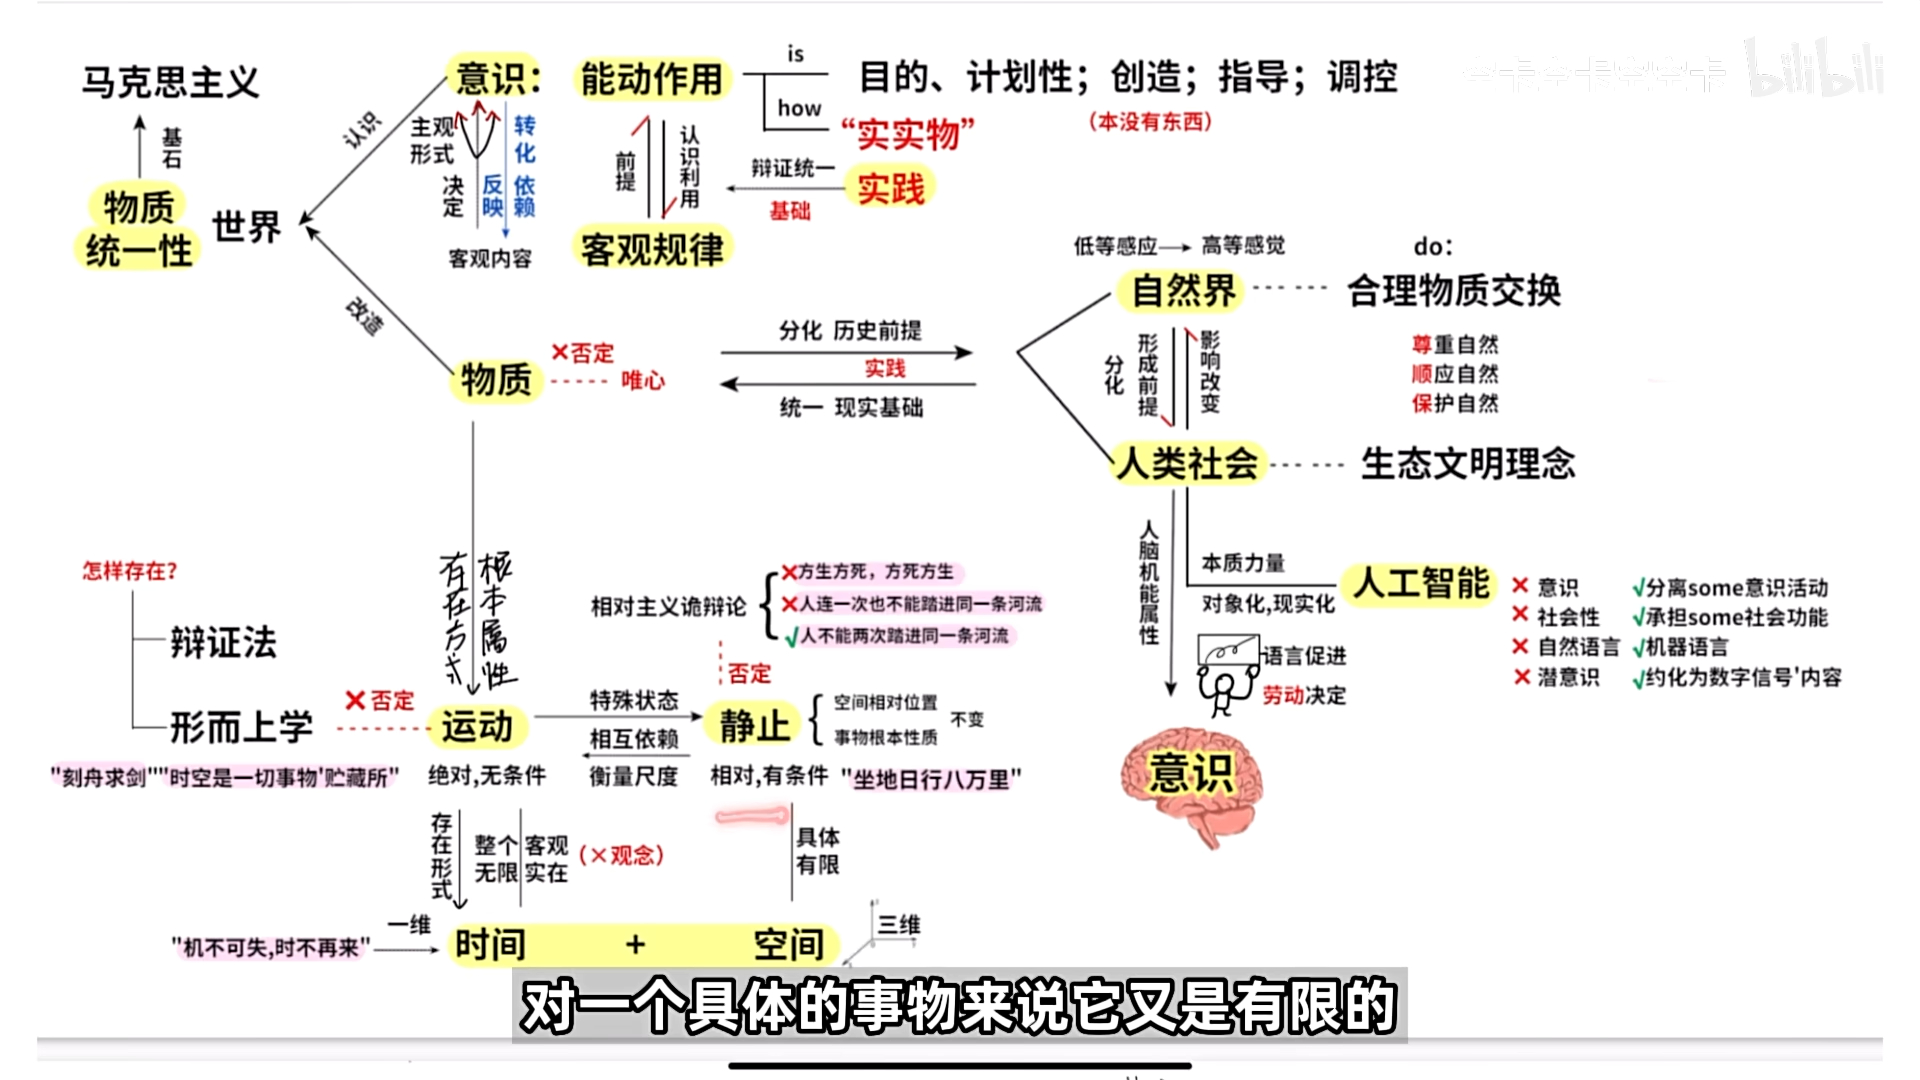 马克思主义
基石
物质
统一性
世界
认识
改造
意识：
主观
形式
决定
反映
转化
依赖
客观内容
能动作用
前提
认识利用
客观规律
is
how
目的、计划性；创造；指导；调控
（本没有东西）
“实实物”
辩证统一
基础
实践
bilibili
物质
×否定
唯心
分化 历史前提
实践
统一 现实基础
低等感应→高等感觉
自然界
do：
合理物质交换
尊重自然
顺应自然
保护自然
分化
形成前提
影响改变
人类社会
生态文明理念
人脑机能属性
本质力量
对象化,现实化
人工智能
× 意识 √分离some意识活动
× 社会性 √承担some社会功能
× 自然语言 √机器语言
× 潜意识 √约化为数字信号'内容
语言促进
劳动决定
意识
怎样存在?
辩证法
形而上学
×否定
"刻舟求剑""时空是一切事物'贮藏所"
存在方式
根本属性
运动
绝对,无条件
特殊状态
相互依赖
衡量尺度
相对主义诡辩论
×方生方死，方死方生
×人连一次也不能踏进同一条河流
√人不能两次踏进同一条河流
否定
静止
空间相对位置
事物根本性质
不变
相对,有条件
"坐地日行八万里"
存在形式
整个
无限
客观
实在
（×观念）
具体
有限
"机不可失,时不再来"
一维
时间 + 空间
三维
对一个具体的事物来说它又是有限的